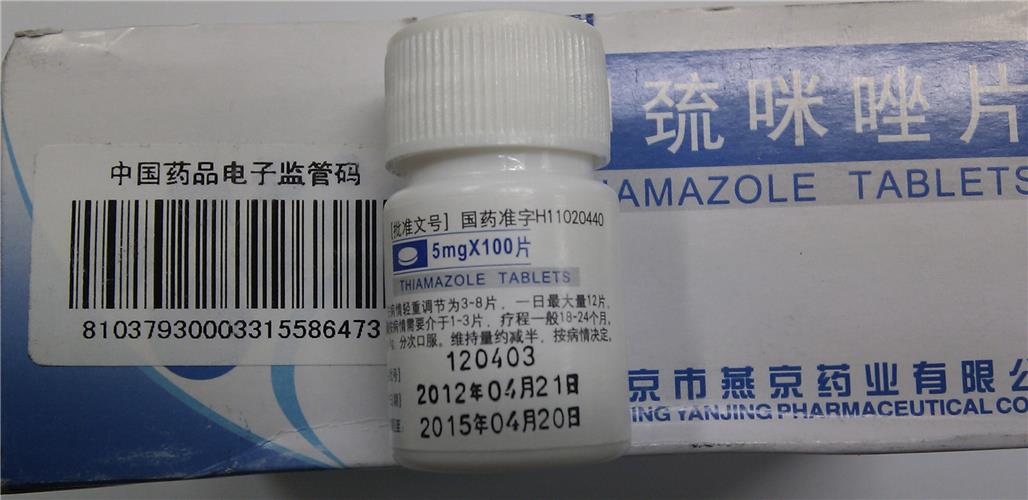 巯咪唑片
THIAMAZOLE TABLETS
中国药品电子监管码
81037930003315586473
[批准文号] 国药准字H11020440
5mgX100片
THIAMAZOLE TABLETS
病情轻重调节为3-8片，一日最大量12片，
按病情需要介于1-3片，疗程一般18-24个月。
分次口服。维持量约减半，按病情决定。
120403
2012年04月21日
2015年04月20日
京市燕京药业有限公
ING YANJING PHARMACEUTICAL CO